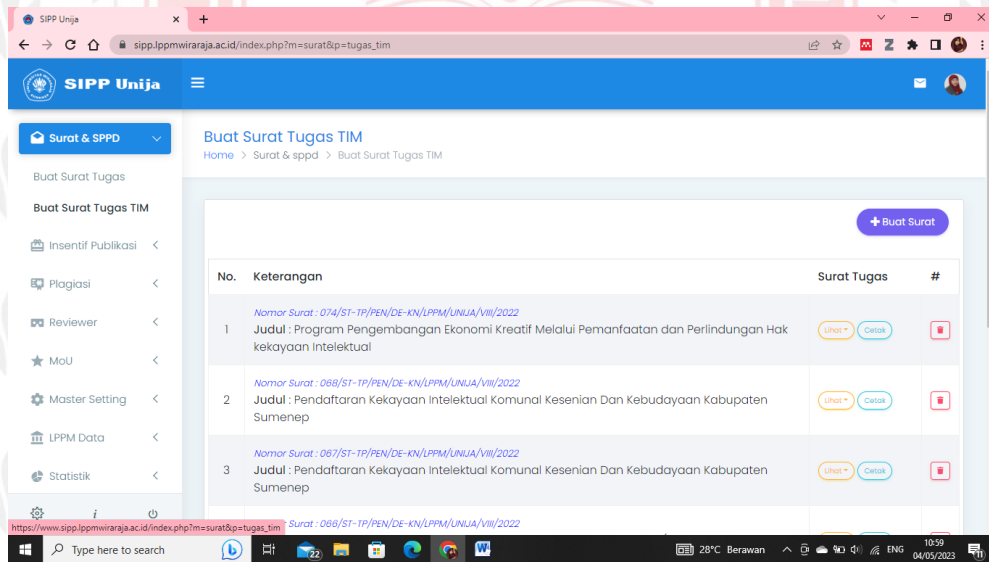 SIPP Unija
sipp.lppmwiraraja.ac.id/index.php?m=surat&p=tugas_tim
SIPP Unija
Surat & SPPD
Buat Surat Tugas
Buat Surat Tugas TIM
Insentif Publikasi
Plagiasi
Reviewer
MoU
Master Setting
LPPM Data
Statistik
Buat Surat Tugas TIM
Home > Surat & sppd > Buat Surat Tugas TIM
+ Buat Surat
No. Keterangan Surat Tugas #
Nomor Surat : 074/ST-TP/PEN/DE-KN/LPPM/UNIJA/VIII/2022
1 Judul : Program Pengembangan Ekonomi Kreatif Melalui Pemanfaatan dan Perlindungan Hak Lihat Cetak
kekayaan Intelektual
Nomor Surat : 068/ST-TP/PEN/DE-KN/LPPM/UNIJA/VIII/2022
2 Judul : Pendaftaran Kekayaan Intelektual Komunal Kesenian Dan Kebudayaan Kabupaten Lihat Cetak
Sumenep
Nomor Surat : 067/ST-TP/PEN/DE-KN/LPPM/UNIJA/VIII/2022
3 Judul : Pendaftaran Kekayaan Intelektual Komunal Kesenian Dan Kebudayaan Kabupaten Lihat Cetak
Sumenep
Surat : 066/ST-TP/PEN/DE-KN/LPPM/UNIJA/VIII/2022
https://www.sipp.lppmwiraraja.ac.id/index.php?m=surat&p=tugas_tim
Type here to search
22
28°C Berawan
ENG
10:59
04/05/2023